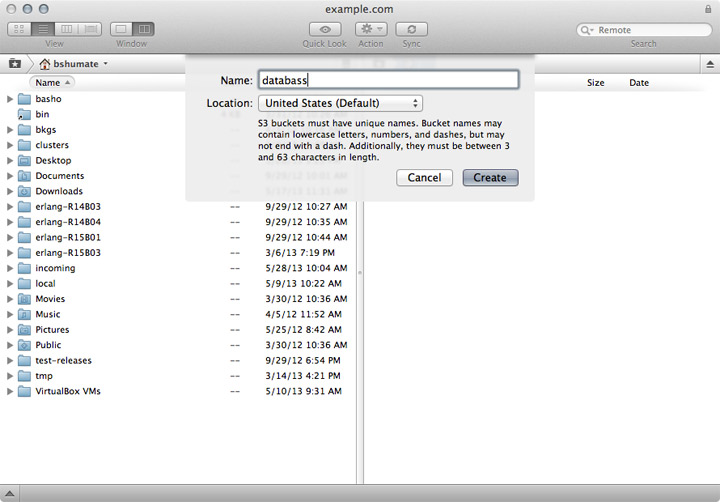 example.com
View
Window
Quick Look
Action
Sync
Remote
Search
bshumate
Name
Size
Date
Name: databass
Location: United States (Default)
S3 buckets must have unique names. Bucket names may
contain lowercase letters, numbers, and dashes, but may
not end with a dash. Additionally, they must be between 3
and 63 characters in length.
Cancel
Create
basho
bin
bkgs
clusters
Desktop
Documents
Downloads
erlang-R14B03 -- 9/29/12 10:27 AM
erlang-R14B04 -- 9/29/12 10:35 AM
erlang-R15B01 -- 9/29/12 10:44 AM
erlang-R15B03 -- 3/6/13 7:19 PM
incoming -- 5/28/13 10:04 AM
local -- 5/9/13 10:22 AM
Movies -- 3/30/12 10:36 AM
Music -- 4/5/12 11:52 AM
Pictures -- 5/25/12 8:42 AM
Public -- 3/30/12 10:36 AM
test-releases -- 9/29/12 6:54 PM
tmp -- 3/14/13 4:21 PM
VirtualBox VMs -- 5/10/13 9:31 AM